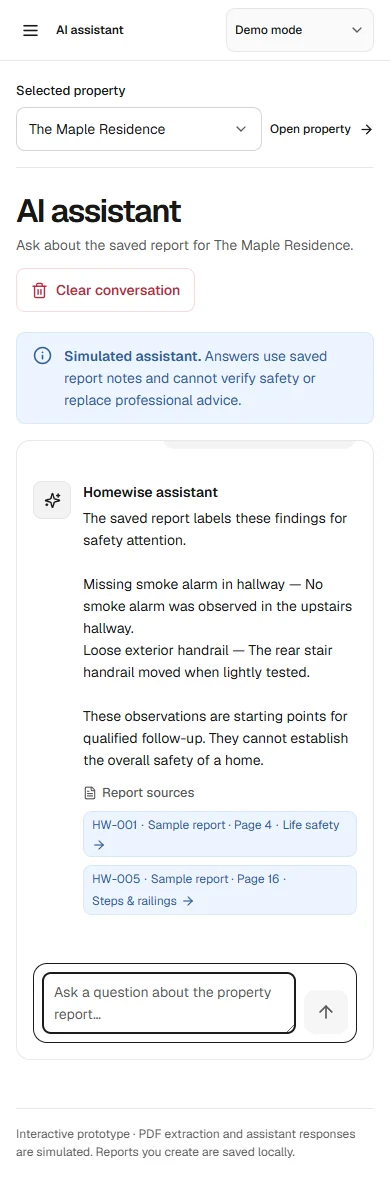 AI assistant
Demo mode
Selected property
The Maple Residence
Open property →
AI assistant
Ask about the saved report for The Maple Residence.
Clear conversation
Simulated assistant. Answers use saved
report notes and cannot verify safety or
replace professional advice.
Homewise assistant
The saved report labels these findings for
safety attention.
Missing smoke alarm in hallway — No
smoke alarm was observed in the upstairs
hallway.
Loose exterior handrail — The rear stair
handrail moved when lightly tested.
These observations are starting points for
qualified follow-up. They cannot establish
the overall safety of a home.
Report sources
HW-001 · Sample report · Page 4 · Life safety
→
HW-005 · Sample report · Page 16 ·
Steps & railings →
Ask a question about the property
report...
Interactive prototype · PDF extraction and assistant responses
are simulated. Reports you create are saved locally.